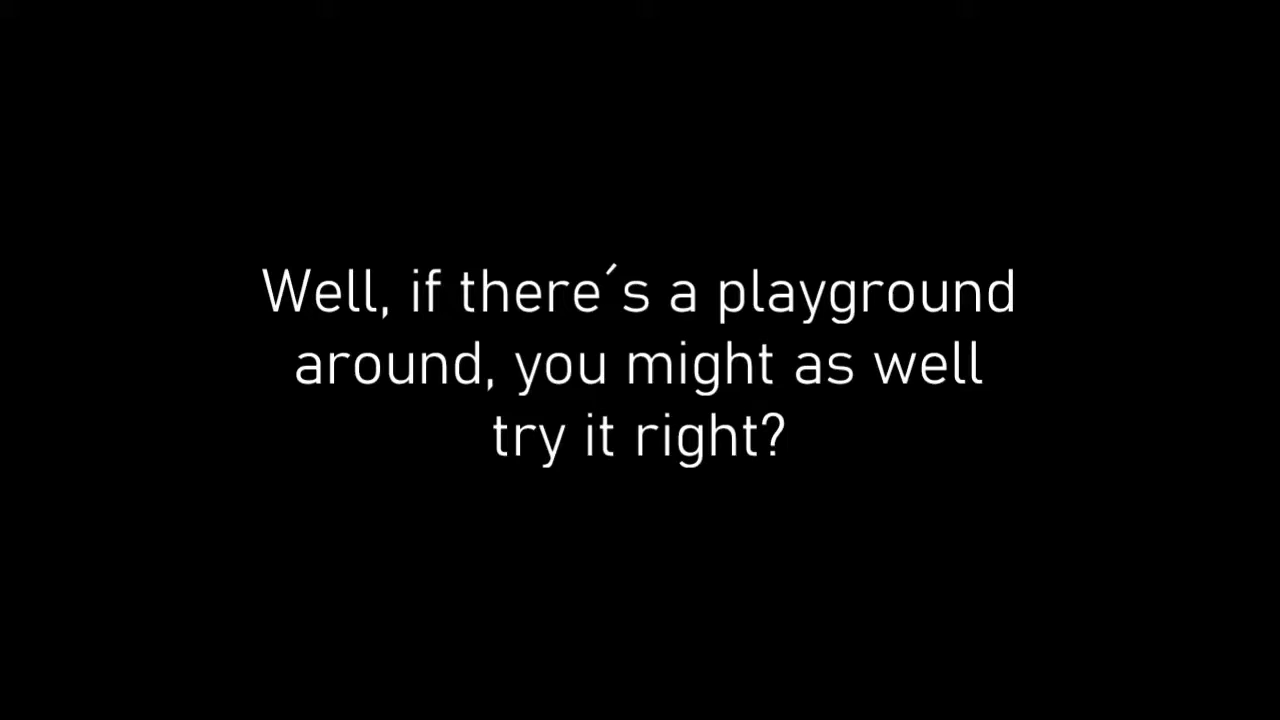 Well, if there´s a playground
around, you might as well
try it right?